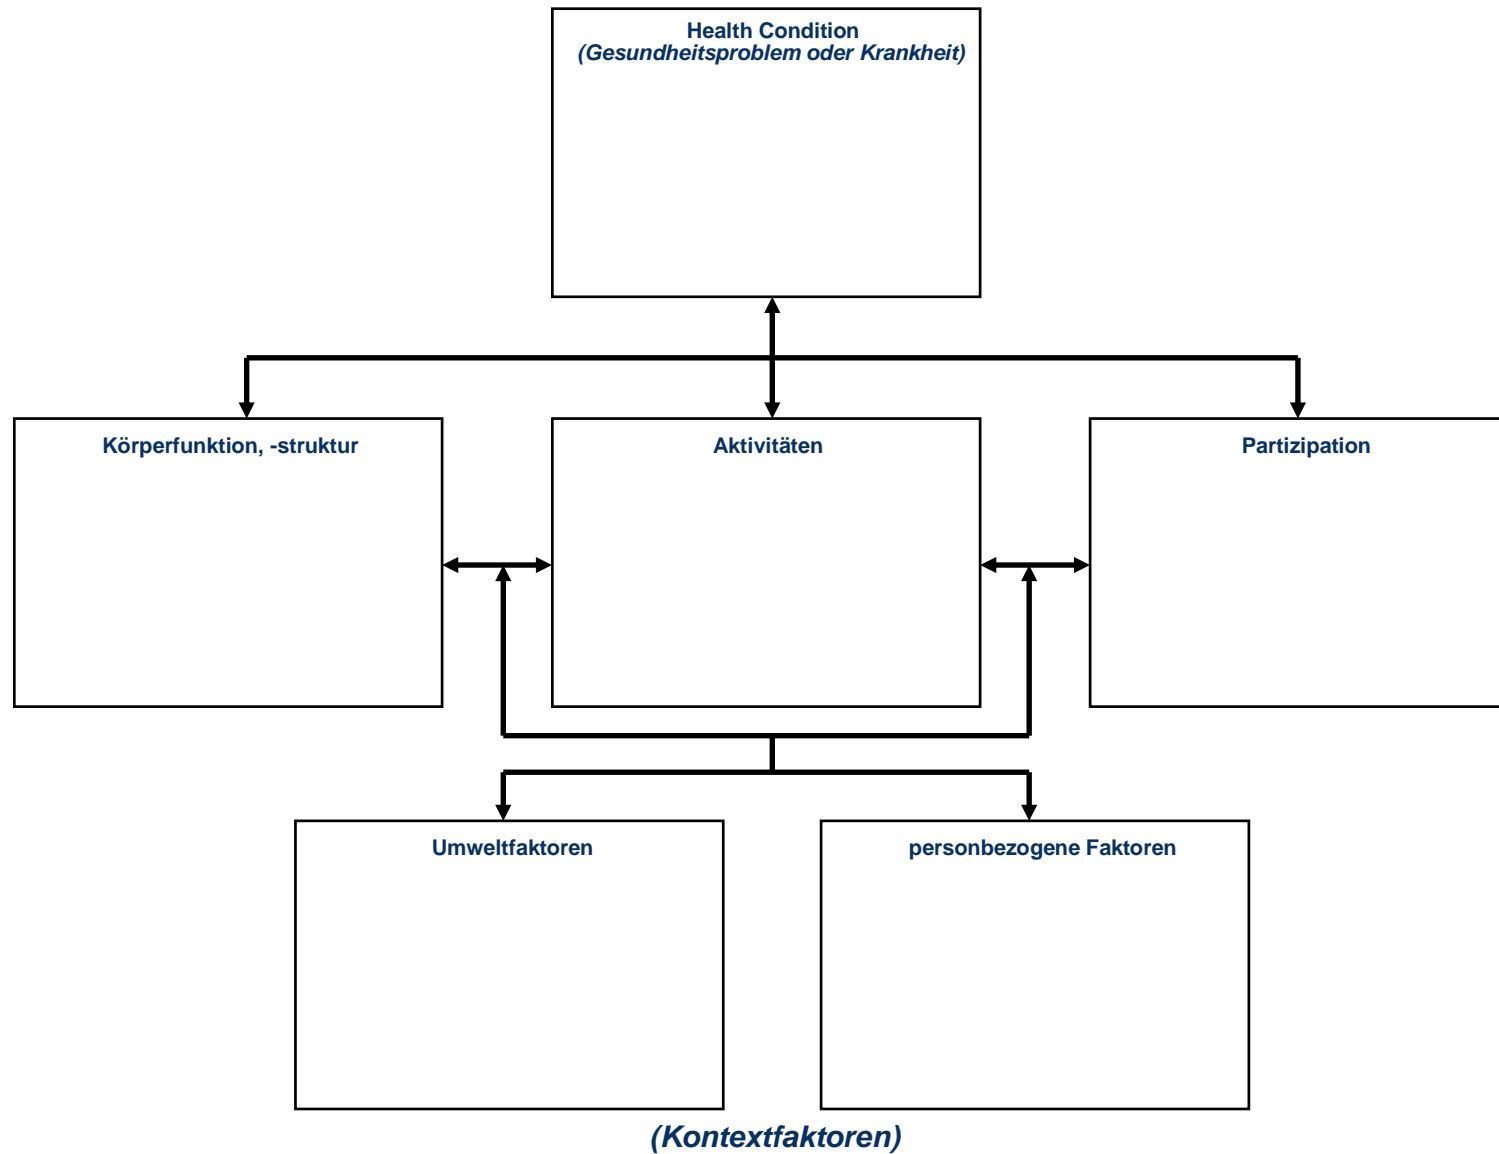 Health Condition
(Gesundheitsproblem oder Krankheit)
Körperfunktion, -struktur
Aktivitäten
Partizipation
Umweltfaktoren
personbezogene Faktoren
(Kontextfaktoren)